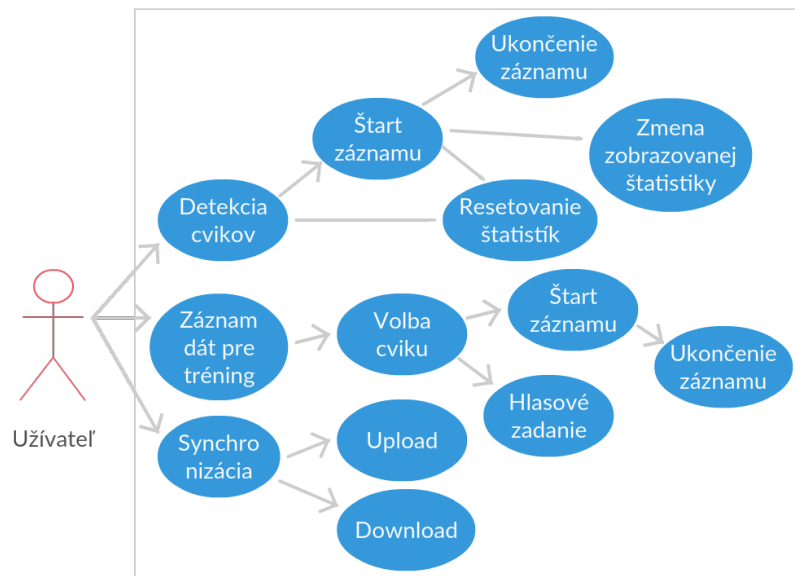 Ukončenie
záznamu
Štart
záznamu
Zmena
zobrazovanej
štatistiky
Detekcia
cvikov
Resetovanie
štatistík
Záznam
dát pre
tréning
Volba
cviku
Štart
záznamu
Ukončenie
záznamu
Hlasové
zadanie
Užívateľ
Synchro
nizácia
Upload
Download